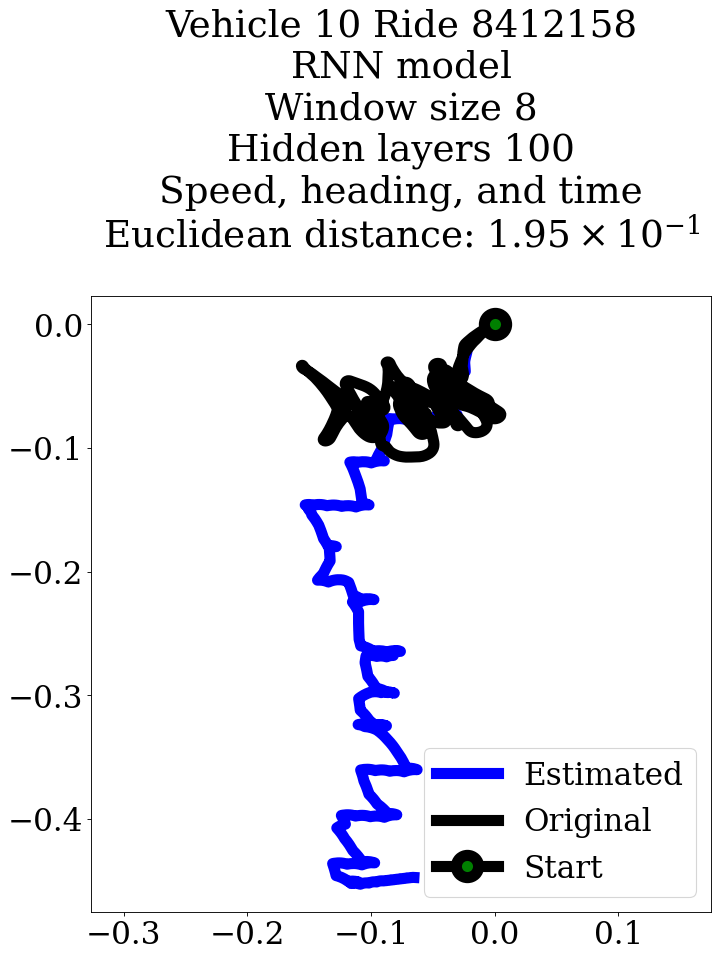 Vehicle 10 Ride 8412158
RNN model
Window size 8
Hidden layers 100
Speed, heading, and time
Euclidean distance: 1.95 × 10⁻¹
0.0
−0.1
−0.2
−0.3
−0.4
Estimated
Original
Start
−0.3 −0.2 −0.1 0.0 0.1